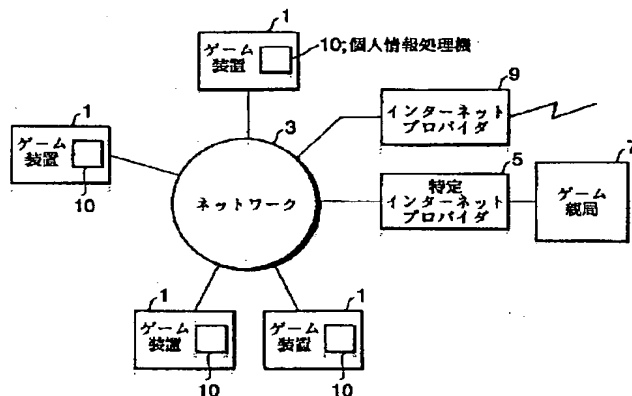 1
ゲーム
装置
10;個人情報処理機
1
ゲーム
装置
10
3
ネットワーク
9
インターネット
プロバイダ
5
特定
インターネット
プロバイダ
7
ゲーム
親局
1
ゲーム
装置
10
1
ゲーム
装置
10